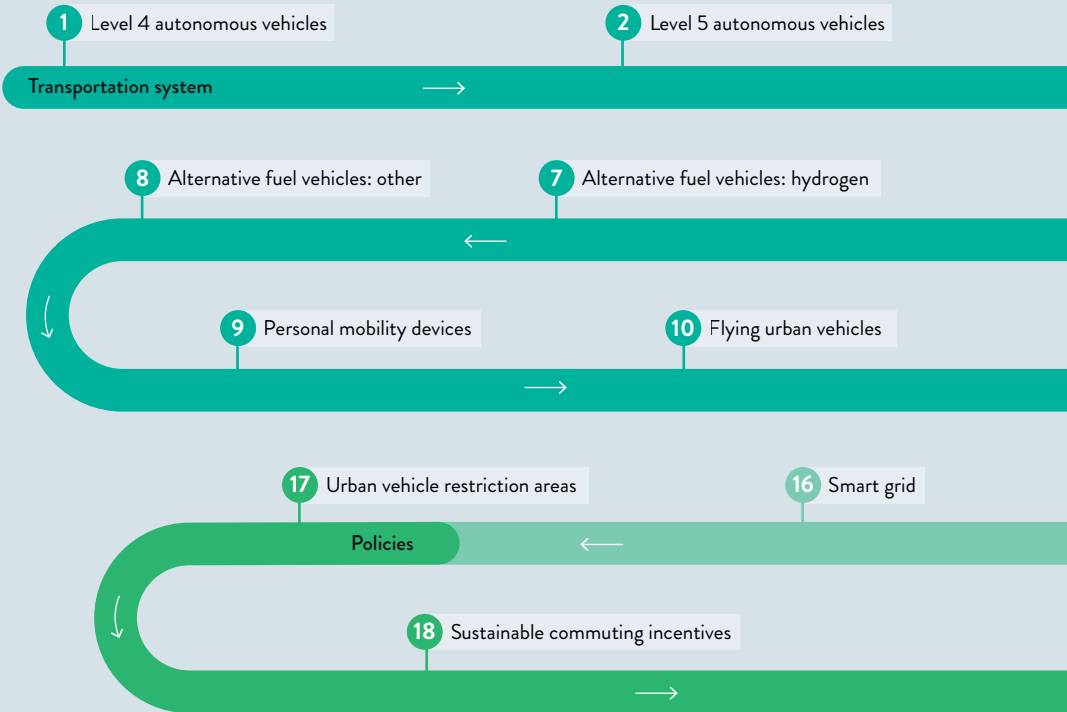 1 Level 4 autonomous vehicles
2 Level 5 autonomous vehicles
Transportation system
8 Alternative fuel vehicles: other
7 Alternative fuel vehicles: hydrogen
9 Personal mobility devices
10 Flying urban vehicles
17 Urban vehicle restriction areas
16 Smart grid
Policies
18 Sustainable commuting incentives